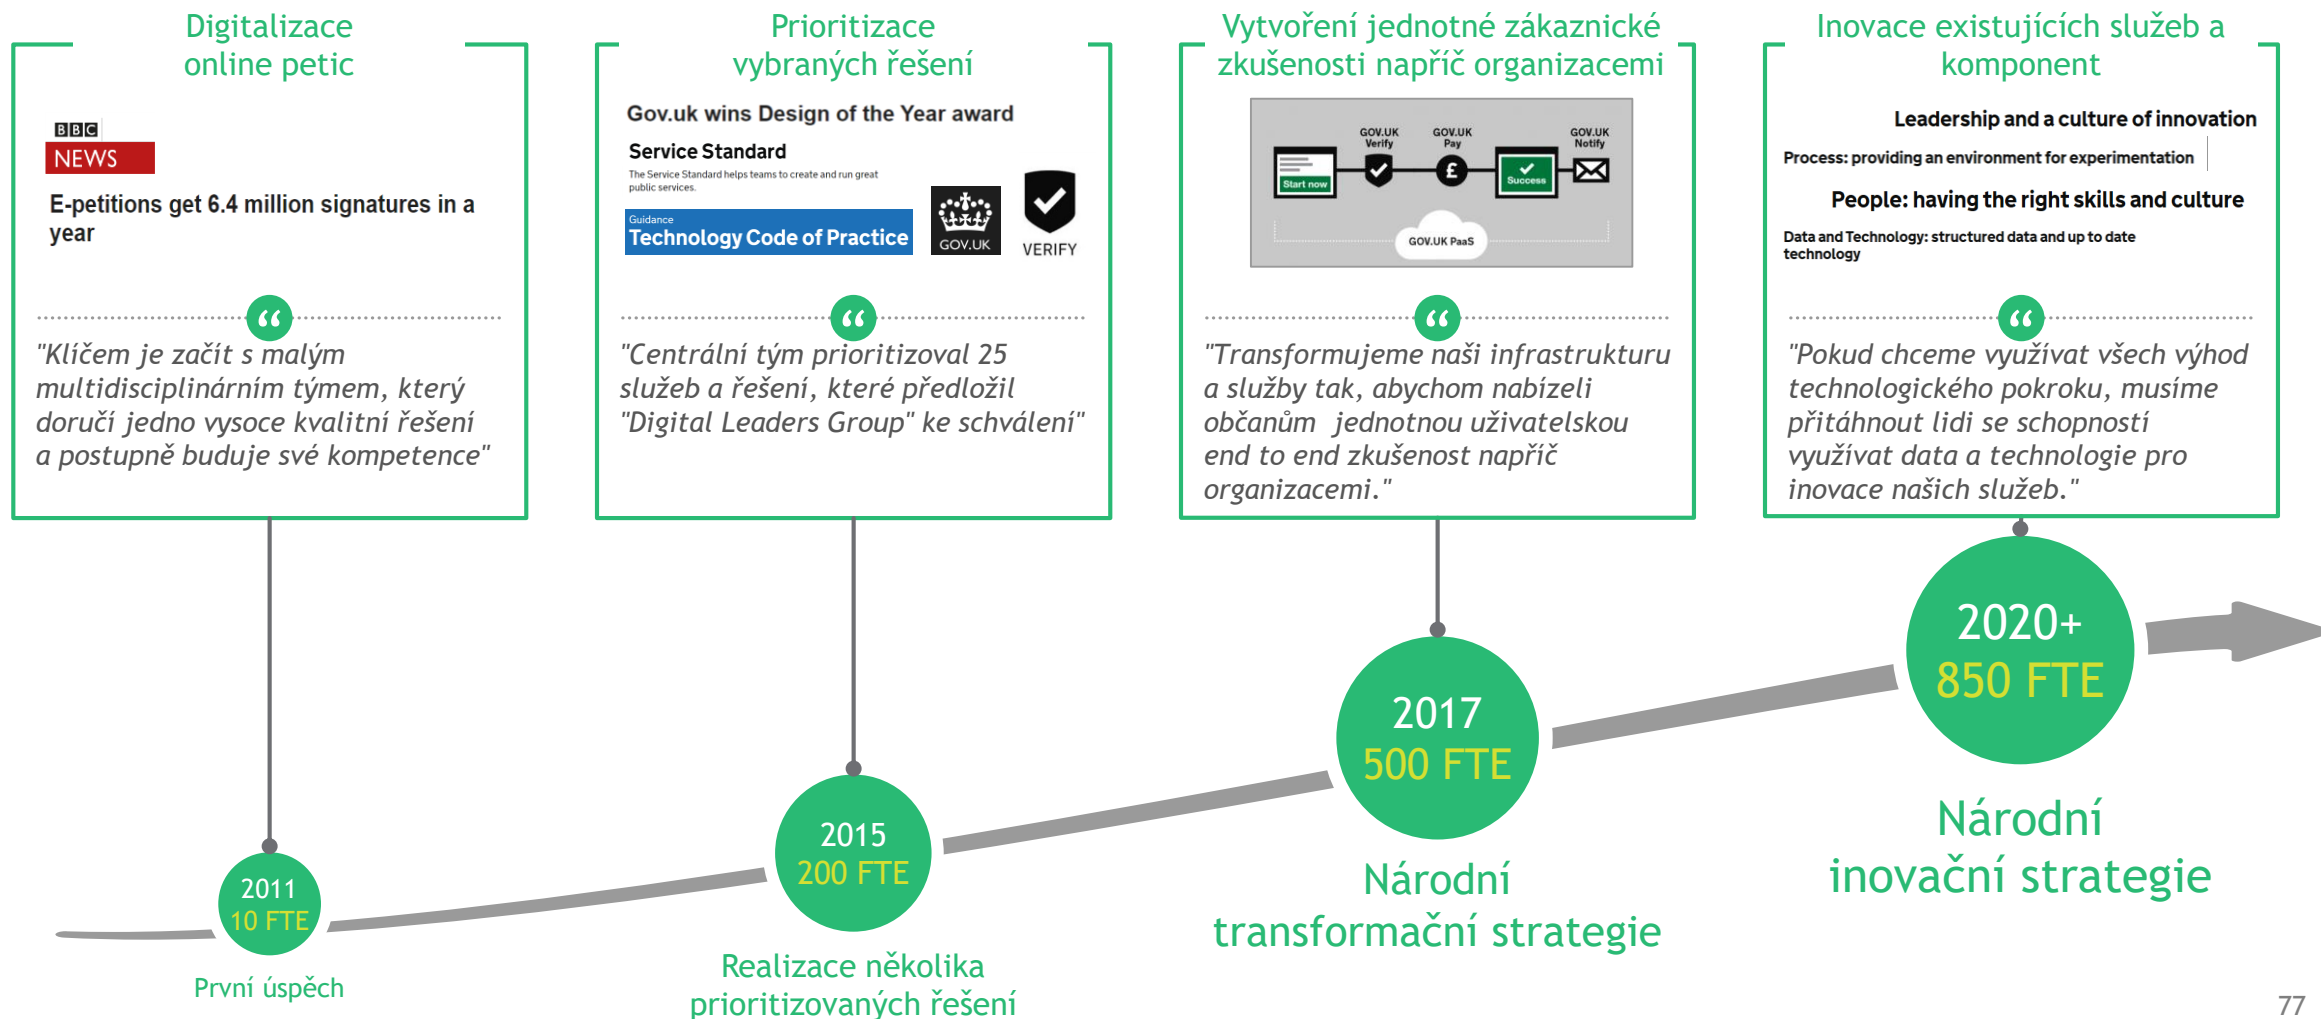 Digitalizace
online petic
BBC
NEWS
E-petitions get 6.4 million signatures in a
year
"Klíčem je začít s malým
multidisciplinárním týmem, který
doručí jedno vysoce kvalitní řešení
a postupně buduje své kompetence"
2011
10 FTE
První úspěch
Prioritizace
vybraných řešení
Gov.uk wins Design of the Year award
Service Standard
The Service Standard helps teams to create and run great
public services.
Guidance
Technology Code of Practice
GOV.UK
VERIFY
"Centrální tým prioritizoval 25
služeb a řešení, které předložil
"Digital Leaders Group" ke schválení"
2015
200 FTE
Realizace několika
prioritizovaných řešení
Vytvoření jednotné zákaznické
zkušenosti napříč organizacemi
GOV.UK
Verify
GOV.UK
Pay
GOV.UK
Notify
Start now
£
Success
GOV.UK PaaS
"Transformujeme naši infrastrukturu
a služby tak, abychom nabízeli
občanům jednotnou uživatelskou
end to end zkušenost napříč
organizacemi."
2017
500 FTE
Národní
transformační strategie
Inovace existujících služeb a
komponent
Leadership and a culture of innovation
Process: providing an environment for experimentation
People: having the right skills and culture
Data and Technology: structured data and up to date
technology
"Pokud chceme využívat všech výhod
technologického pokroku, musíme
přitáhnout lidi se schopností
využívat data a technologie pro
inovace našich služeb."
2020+
850 FTE
Národní
inovační strategie
77